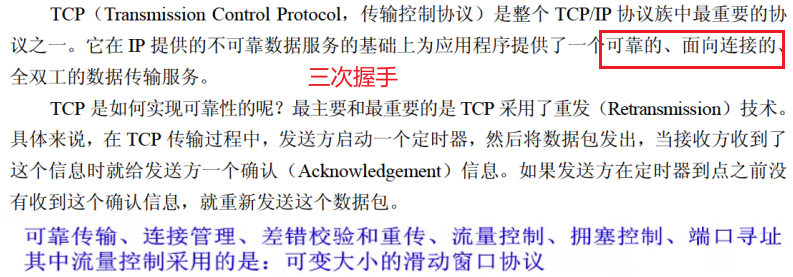 TCP（Transmission Control Protocol，传输控制协议）是整个 TCP/IP 协议族中最重要的协
议之一。它在 IP 提供的不可靠数据服务的基础上为应用程序提供了一个可靠的、面向连接的、
全双工的数据传输服务。
三次握手
TCP 是如何实现可靠性的呢？最主要和最重要的是 TCP 采用了重发（Retransmission）技术。
具体来说，在 TCP 传输过程中，发送方启动一个定时器，然后将数据包发出，当接收方收到了
这个信息时就给发送方一个确认（Acknowledgement）信息。如果发送方在定时器到点之前没
有收到这个确认信息，就重新发送这个数据包。
可靠传输、连接管理、差错校验和重传、流量控制、拥塞控制、端口寻址
其中流量控制采用的是：可变大小的滑动窗口协议